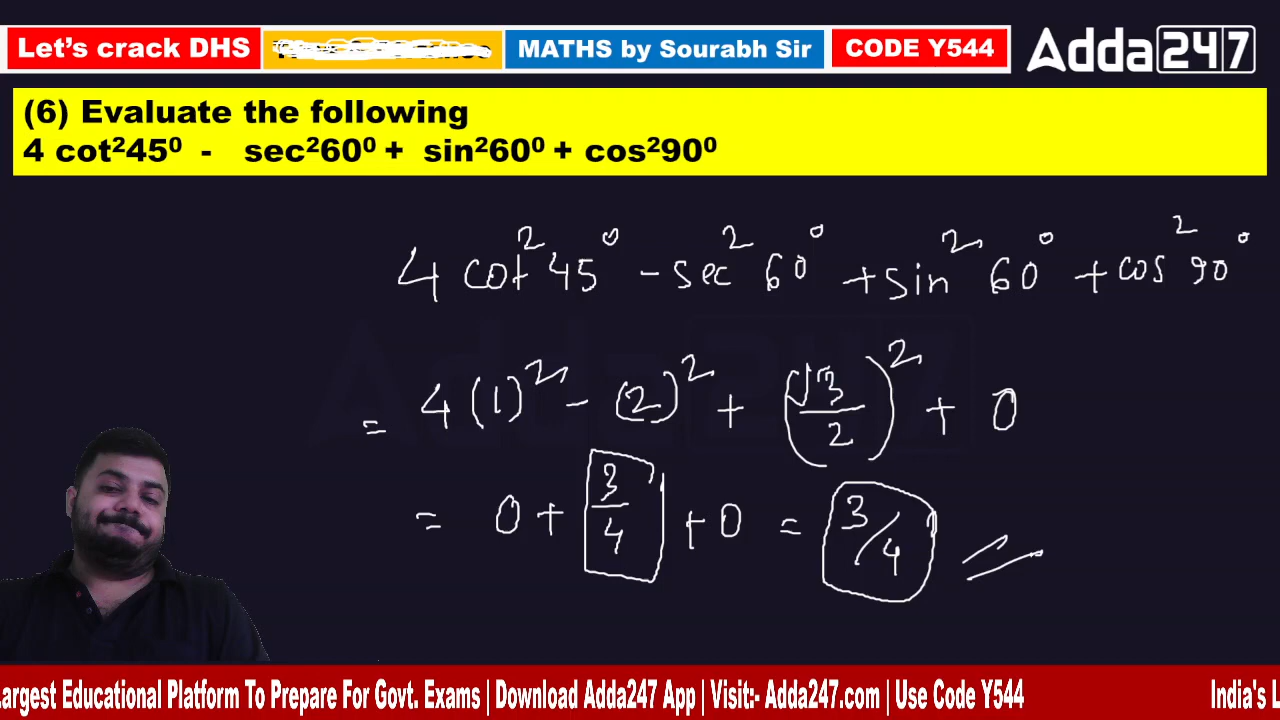 Let's crack DHS
MATHS by Sourabh Sir
CODE Y544
Adda247
(6) Evaluate the following
4 cot²45⁰ - sec²60⁰ + sin²60⁰ + cos²90⁰
4 cot²45° - sec²60° + sin²60° + cos²90°
= 4(1)² - (2)² + (√3/2)² + 0
= 0 + 3/4 + 0 = 3/4
Largest Educational Platform To Prepare For Govt. Exams | Download Adda247 App | Visit:- Adda247.com | Use Code Y544 India's L